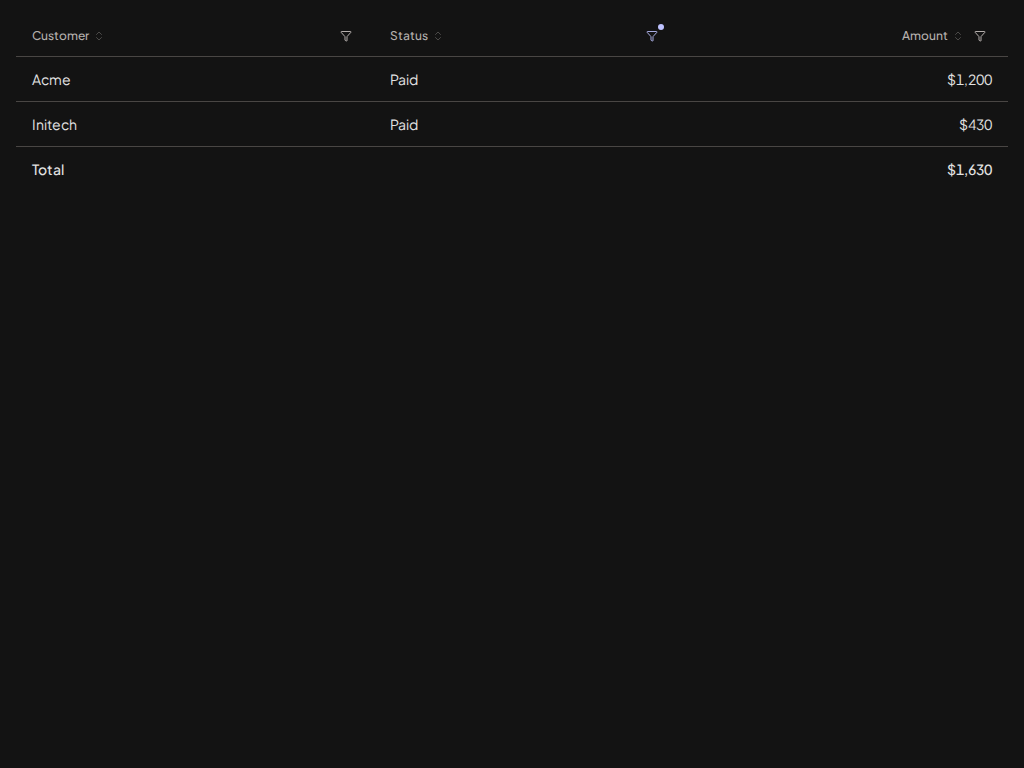 Customer Status Amount
Acme Paid $1,200
Initech Paid $430
Total $1,630